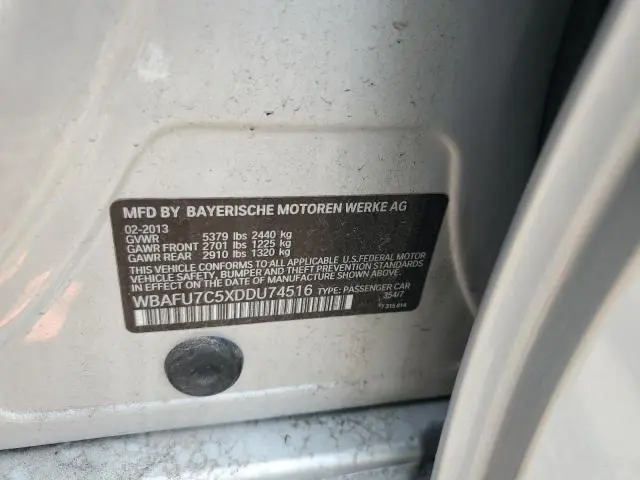 MFD BY BAYERISCHE MOTOREN WERKE AG
02-2013
GVWR 5379 lbs 2440 kg
GAWR FRONT 2701 lbs 1225 kg
GAWR REAR 2910 lbs 1320 kg
THIS VEHICLE CONFORMS TO ALL APPLICABLE U.S.FEDERAL MOTOR
VEHICLE SAFETY, BUMPER, AND THEFT PREVENTION STANDARDS
IN EFFECT ON THE DATE OF MANUFACTURE SHOWN ABOVE.
WBAFU7C5XDDU74516 TYPE: PASSENGER CAR
354/7